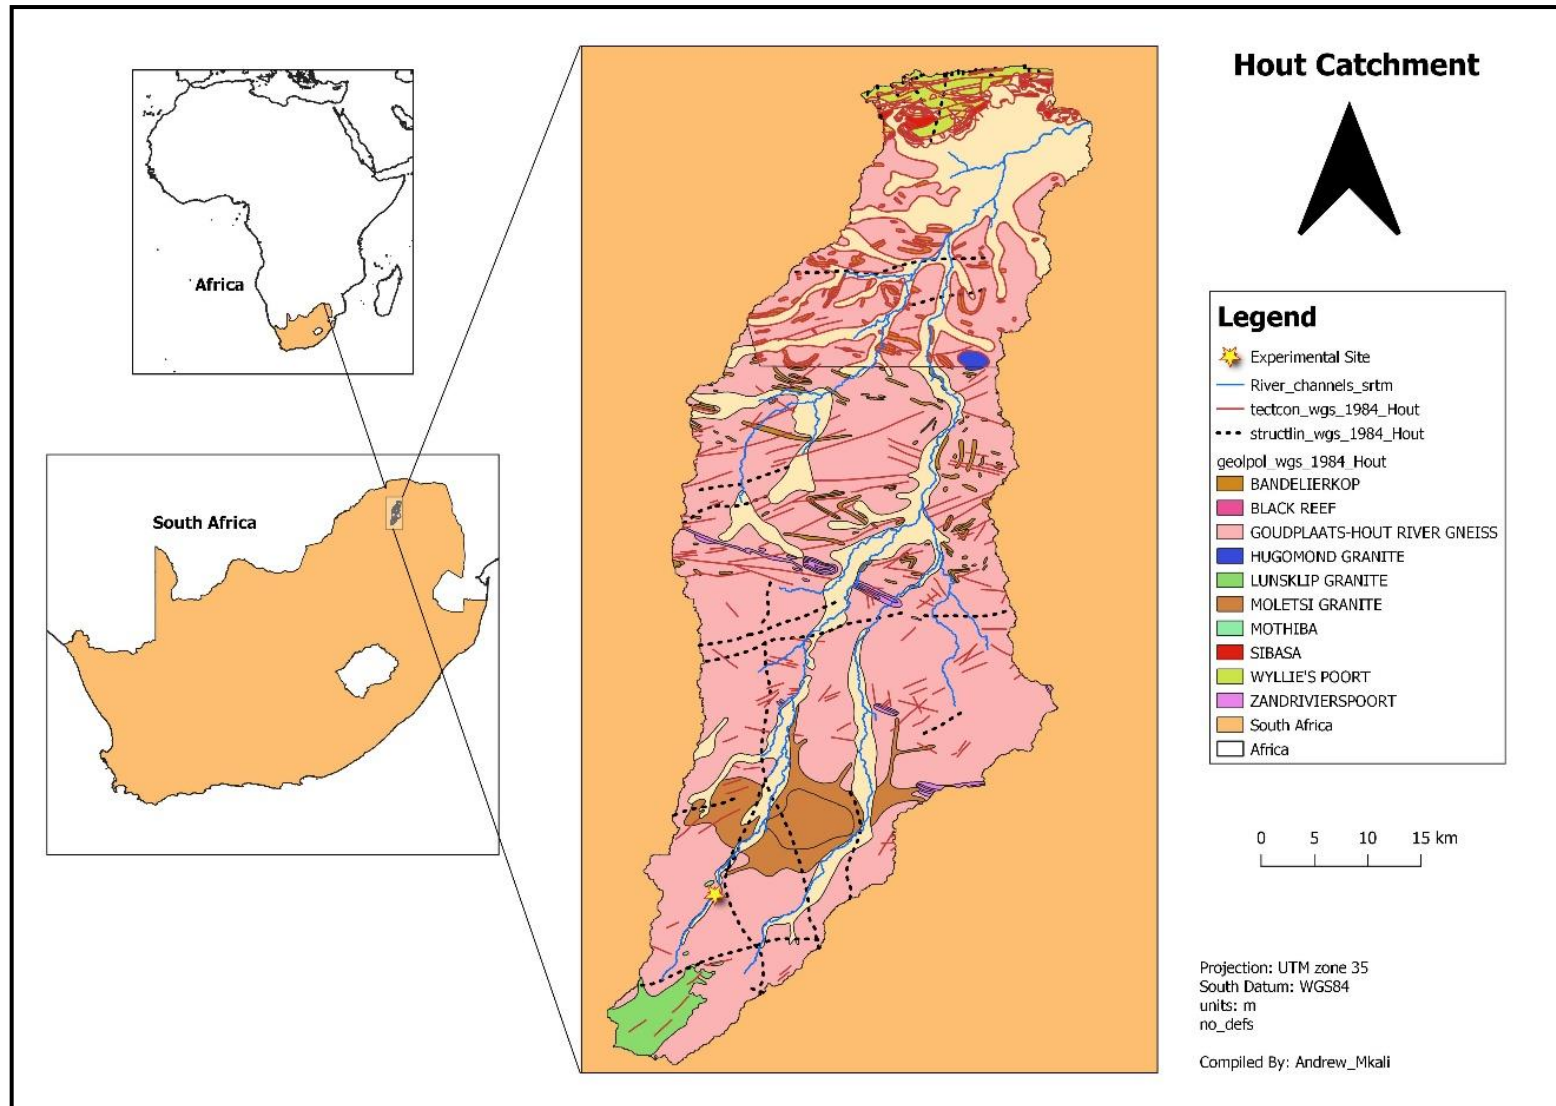 Hout Catchment
Africa
South Africa
Legend
Experimental Site
River_channels_srtm
tectcon_wgs_1984_Hout
structlin_wgs_1984_Hout
geolpol_wgs_1984_Hout
BANDELIERKOP
BLACK REEF
GOUDPLAATS-HOUT RIVER GNEISS
HUGOMOND GRANITE
LUNSKLIP GRANITE
MOLETSI GRANITE
MOTHIBA
SIBASA
WYLLIE'S POORT
ZANDRIVIERSPOORT
South Africa
Africa
0 5 10 15 km
Projection: UTM zone 35
South Datum: WGS84
units: m
no_defs
Compiled By: Andrew_Mkali